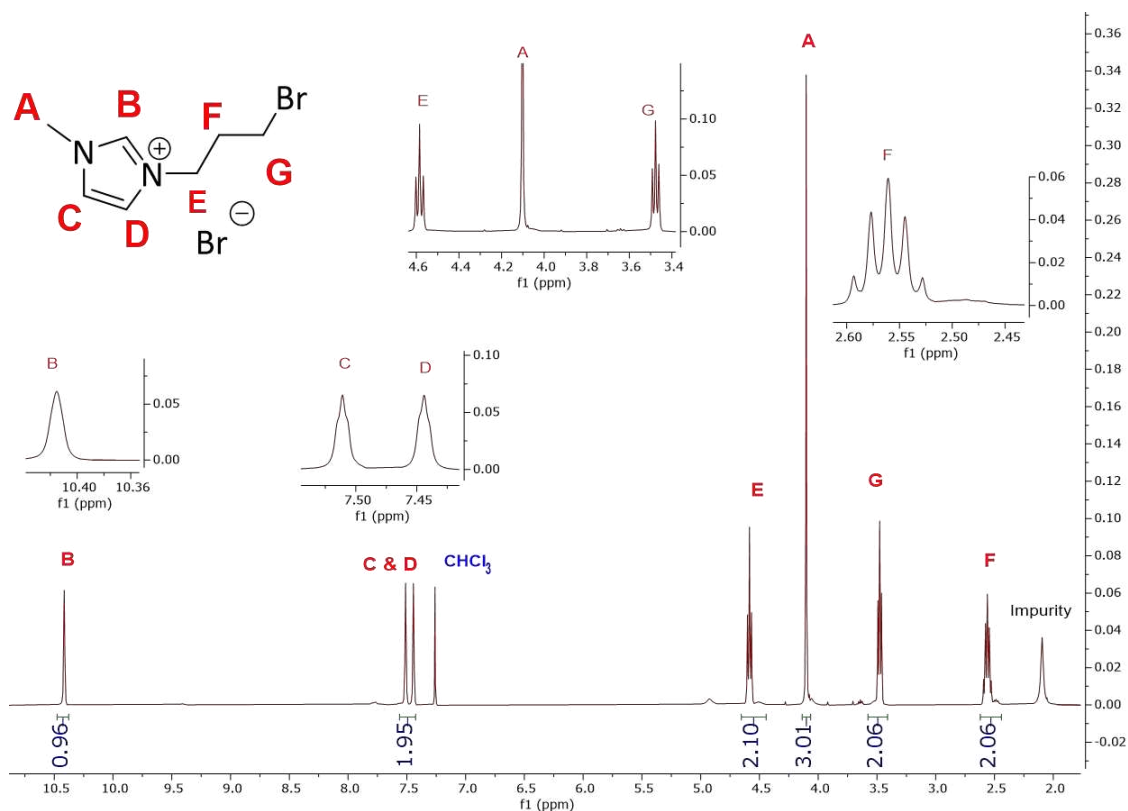 A
B
F
Br
G
N
N
⊕
E
C
D
Br
⊖
E
A
G
0.10
0.05
0.00
4.6 4.4 4.2 4.0 3.8 3.6 3.4
f1 (ppm)
F
0.06
0.04
0.02
0.00
2.60 2.55 2.50 2.45
f1 (ppm)
B
0.05
0.00
10.40 10.36
f1 (ppm)
C D
0.10
0.05
0.00
7.50 7.45
f1 (ppm)
A
B
C & D
CHCl3
E
G
F
Impurity
0.96
1.95
2.10
3.01
2.06
2.06
0.36
0.34
0.32
0.30
0.28
0.26
0.24
0.22
0.20
0.18
0.16
0.14
0.12
0.10
0.08
0.06
0.04
0.02
0.00
-0.02
10.5 10.0 9.5 9.0 8.5 8.0 7.5 7.0 6.5 6.0 5.5 5.0 4.5 4.0 3.5 3.0 2.5 2.0
f1 (ppm)